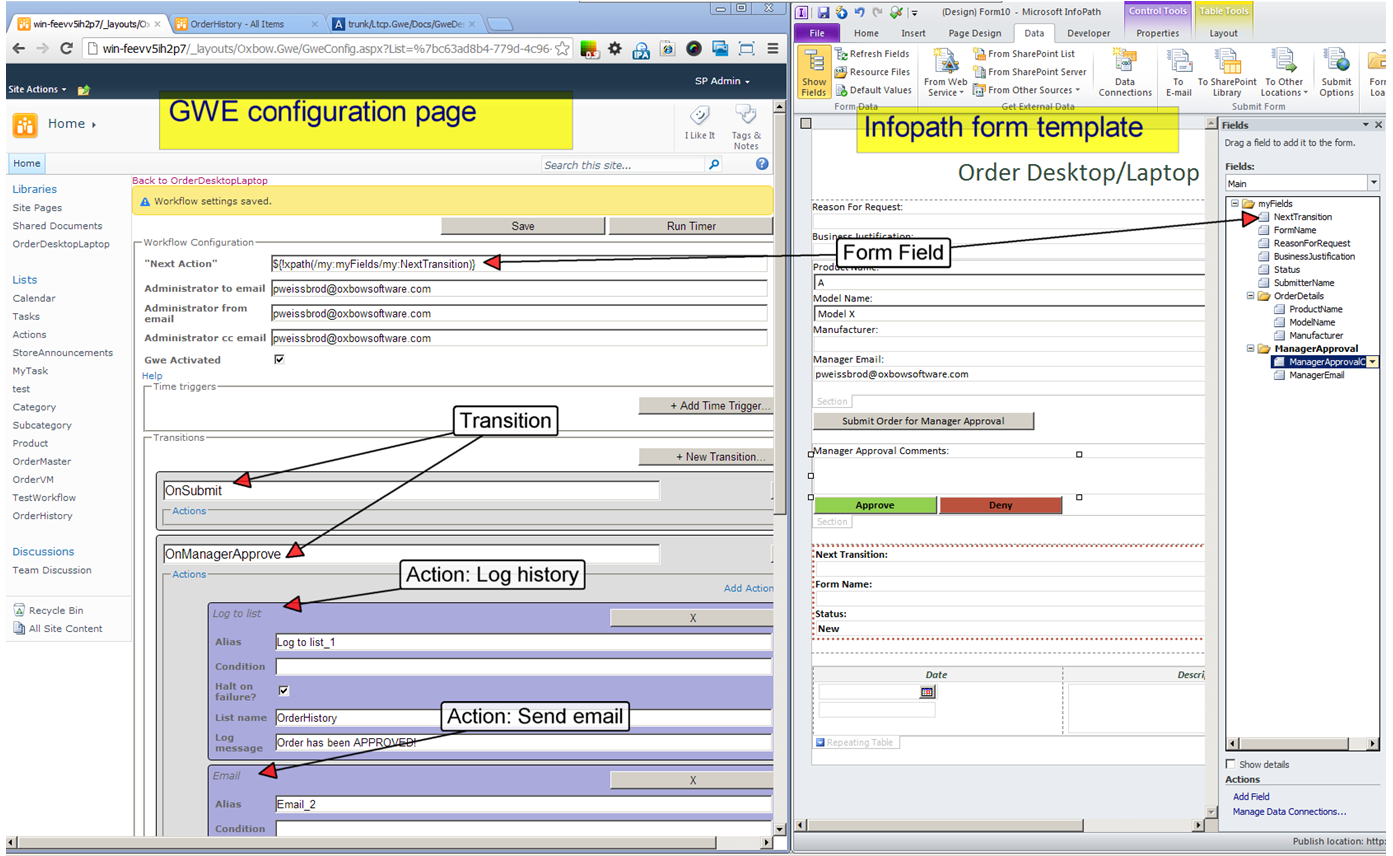 win-feevv5ih2p7/_layouts/Ox
OrderHistory - All Items
trunk/Ltcp.Gwe/Docs/GweDe
win-feevv5ih2p7/_layouts/Oxbow.Gwe/GweConfig.aspx?List=%7bc63ad8b4-779d-4c96-
SP Admin
Site Actions
GWE configuration page
Home
I Like It
Tags & Notes
Home
Search this site...
Libraries
Site Pages
Shared Documents
OrderDesktopLaptop
Lists
Calendar
Tasks
Actions
StoreAnnouncements
MyTask
test
Category
Subcategory
Product
OrderMaster
OrderVM
TestWorkflow
OrderHistory
Discussions
Team Discussion
Recycle Bin
All Site Content
Back to OrderDesktopLaptop
Workflow settings saved.
Save
Run Timer
Workflow Configuration
"Next Action"
${!xpath(/my:myFields/my:NextTransition)}
Administrator to email
pweissbrod@oxbowsoftware.com
Administrator from
email
pweissbrod@oxbowsoftware.com
Administrator cc email
pweissbrod@oxbowsoftware.com
Gwe Activated
Help
Time triggers
+ Add Time Trigger...
Transition
Transitions
+ New Transition...
OnSubmit
Actions
OnManagerApprove
Actions
Action: Log history
Add Action
Log to list
X
Alias
Log to list_1
Condition
Halt on
failure?
List name
OrderHistory
Action: Send email
Log
message
Order has been APPROVED!
Email
X
Alias
Email_2
Condition
(Design) Form10 - Microsoft InfoPath
Control Tools
Table Tools
File
Home
Insert
Page Design
Data
Developer
Properties
Layout
Show
Fields
Refresh Fields
Resource Files
Default Values
Form Data
From Web
Service
From SharePoint List
From SharePoint Server
From Other Sources
Data
Connections
Get External Data
To
E-mail
To SharePoint
Library
To Other
Locations
Submit
Options
Submit Form
Form
Loa
Infopath form template
Order Desktop/Laptop
Reason For Request:
Business Justification:
Form Field
Product Name:
A
Model Name:
Model X
Manufacturer:
Manager Email:
pweissbrod@oxbowsoftware.com
Section
Submit Order for Manager Approval
Manager Approval Comments:
Approve
Deny
Section
Next Transition:
Form Name:
Status:
New
Date
Descri
Repeating Table
Fields
Drag a field to add it to the form.
Fields:
Main
myFields
NextTransition
FormName
ReasonForRequest
BusinessJustification
Status
SubmitterName
OrderDetails
ProductName
ModelName
Manufacturer
ManagerApproval
ManagerApprovalC
ManagerEmail
Show details
Actions
Add Field
Manage Data Connections...
Publish location: http: